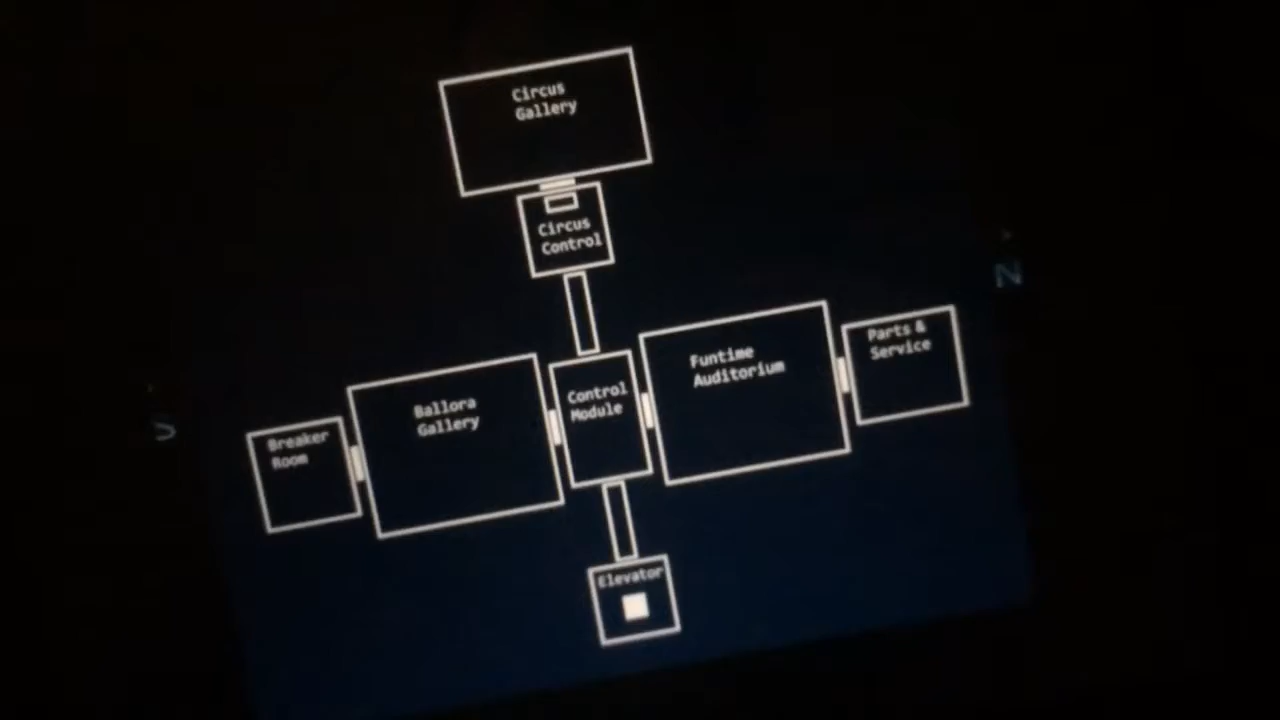 Circus
Gallery
Circus
Control
Funtime
Auditorium
Parts &
Service
Control
Module
Ballora
Gallery
Breaker
Room
Elevator